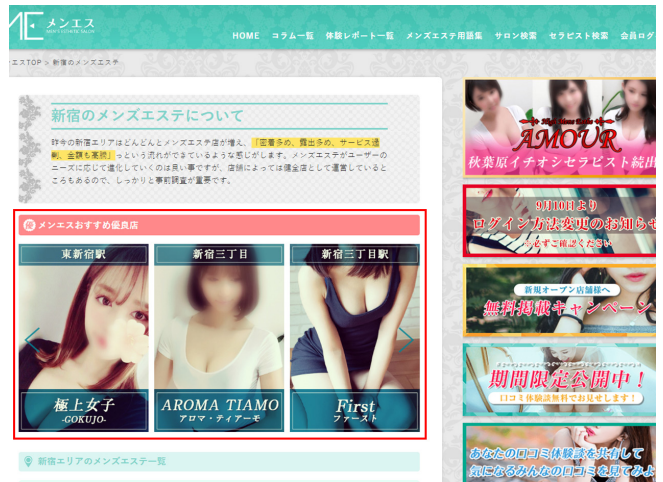 メンエス
MEN'S ESTHETIC SALON
HOME コラム一覧 体験レポート一覧 メンズエステ用語集 サロン検索 セラピスト検索 会員ログ
エスTOP > 新宿のメンズエステ
新宿のメンズエステについて
昨今の新宿エリアはどんどんとメンズエステ店が増え、「密着多め、露出多め、サービス過
剰、金額も高騰」っという流れができているような感じがします。メンズエステがユーザーの
ニーズに応じて進化していくのは良い事ですが、店舗によっては健全店として運営していると
ころもあるので、しっかりと事前調査が重要です。
メンエスおすすめ優良店
東新宿駅
新宿三丁目
新宿三丁目駅
極上女子
-GOKUJO-
AROMA TIAMO
アロマ・ティアーモ
First
ファースト
新宿エリアのメンズエステ一覧
AMOUR
秋葉原イチオシセラピスト続出
9月10日より
ログイン方法変更のお知らせ
※必ずご確認ください
新規オープン店舗様へ
無料掲載キャンペーン
期間限定公開中!
口コミ体験談無料でお見せします!
あなたの口コミ体験談を共有して
気になるみんなの口コミを見てみよ